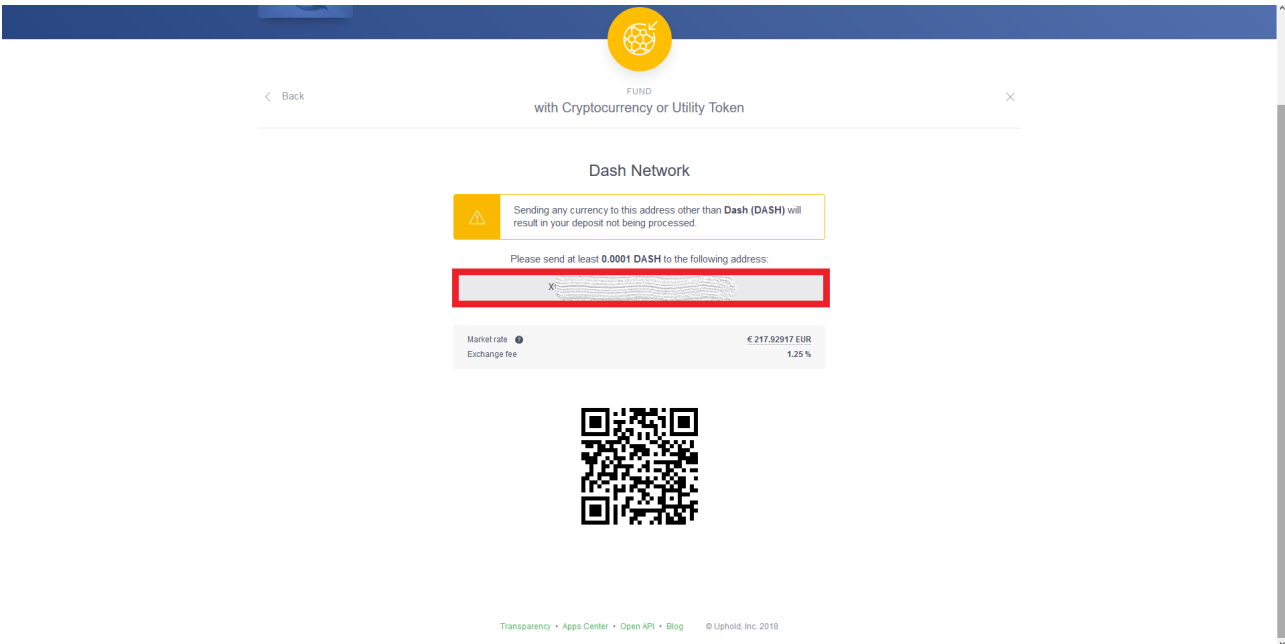 Back
FUND
with Cryptocurrency or Utility Token
Dash Network
Sending any currency to this address other than Dash (DASH) will
result in your deposit not being processed.
Please send at least 0.0001 DASH to the following address:
X
Market rate ? € 217.92917 EUR
Exchange fee 1.25 %
Transparency • Apps Center • Open API • Blog © Uphold, Inc. 2018